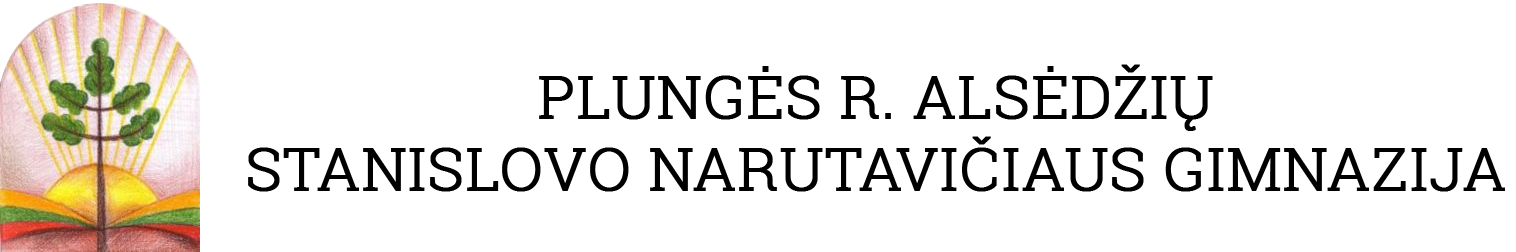 PLUNGĖS R. ALSĖDŽIŲ
STANISLOVO NARUTAVIČIAUS GIMNAZIJA